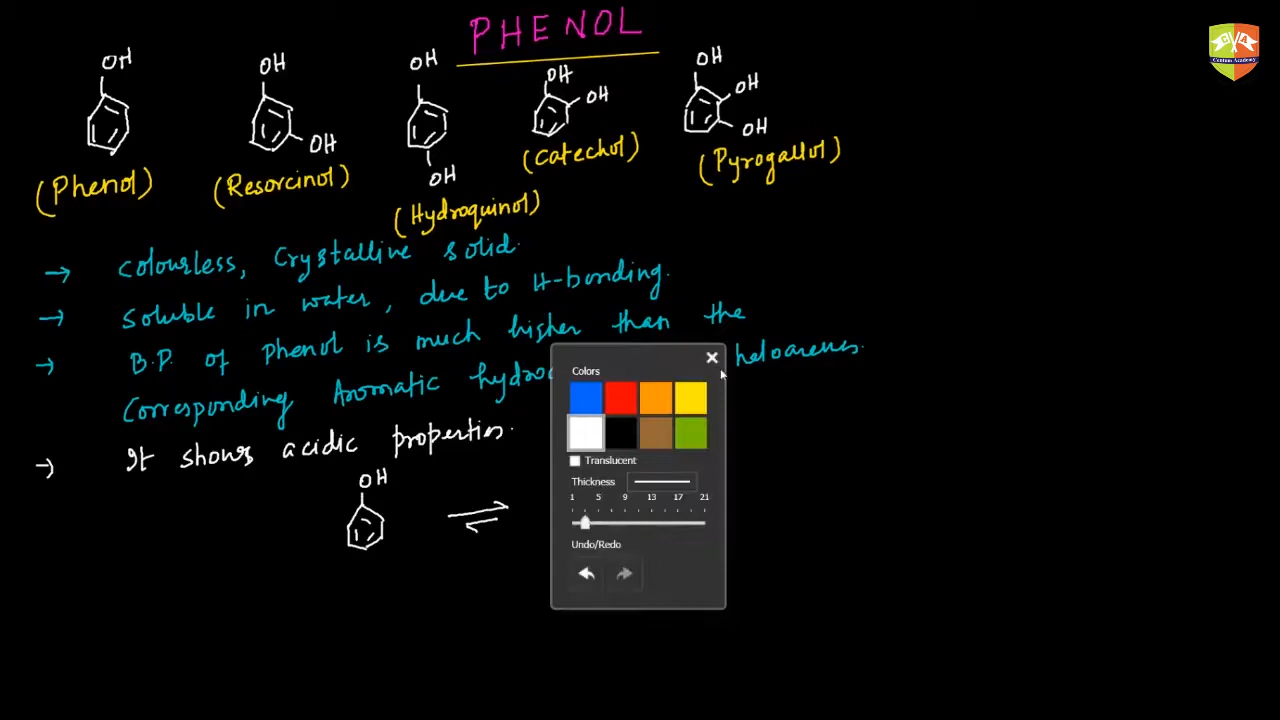 PHENOL
OH
OH
OH
OH
OH
OH
OH
OH
OH
OH
OH
(Phenol)
(Resorcinol)
(Hydroquinol)
(Catechol)
(Pyrogallol)
→ Colourless, Crystalline solid.
→ Soluble in water, due to H-bonding.
→ B.P. of Phenol is much higher than the
Corresponding Aromatic hydroc haloarenes.
→ It shows acidic properties.
OH
Colors
Translucent
Thickness
1 5 9 13 17 21
Undo/Redo
Centum Academy